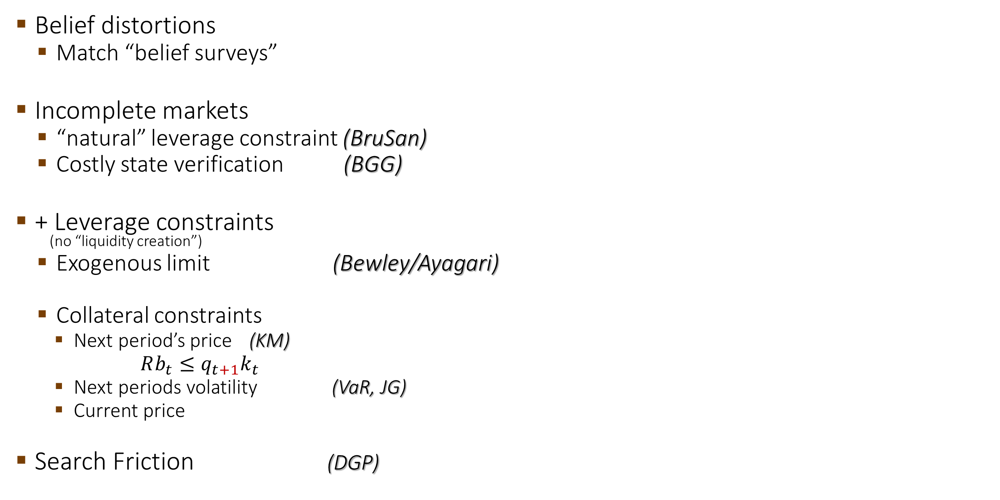 ▪ Belief distortions
▪ Match “belief surveys”
▪ Incomplete markets
▪ “natural” leverage constraint (BruSan)
▪ Costly state verification (BGG)
▪ + Leverage constraints
(no “liquidity creation”)
▪ Exogenous limit (Bewley/Ayagari)
▪ Collateral constraints
▪ Next period’s price (KM)
$Rb_t \leq q_{t+1}k_t$
▪ Next periods volatility (VaR, JG)
▪ Current price
▪ Search Friction (DGP)